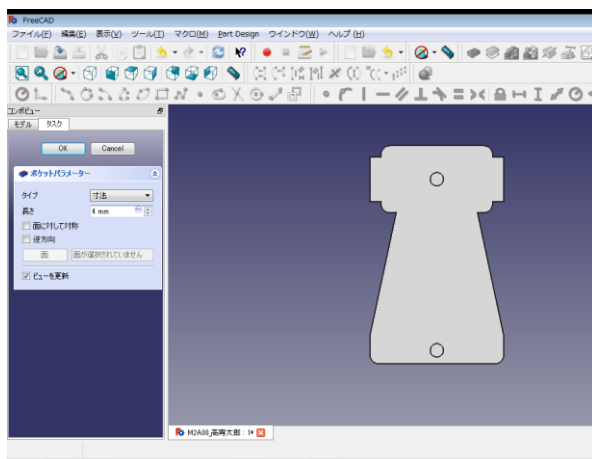 FreeCAD
ファイル(F) 編集(E) 表示(V) ツール(T) マクロ(M) Part Design ウインドウ(W) ヘルプ(H)
コンボビュー
モデル タスク
OK Cancel
ポケットパラメーター
タイプ 寸法
長さ 4 mm
面に対して対称
逆方向
面 面が選択されていません
ビューを更新
M2A00_高専太郎 : 1*